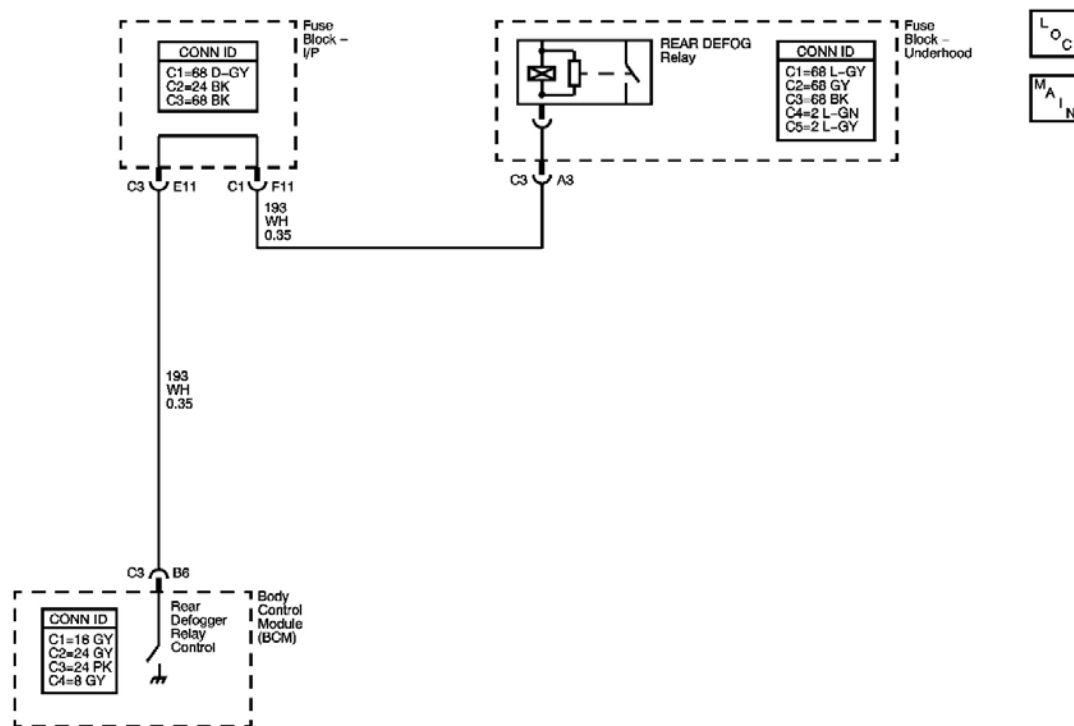 Fuse
Block –
I/P
CONN ID
C1=68 D–GY
C2=24 BK
C3=68 BK
REAR DEFOG
Relay
CONN ID
C1=68 L–GY
C2=68 GY
C3=68 BK
C4=2 L–GN
C5=2 L–GY
Fuse
Block –
Underhood
LOC
MAIN
C3 E11
C1 F11
C3 A3
193
WH
0.35
193
WH
0.35
C3 B6
CONN ID
C1=16 GY
C2=24 GY
C3=24 PK
C4=8 GY
Rear
Defogger
Relay
Control
Body
Control
Module
(BCM)